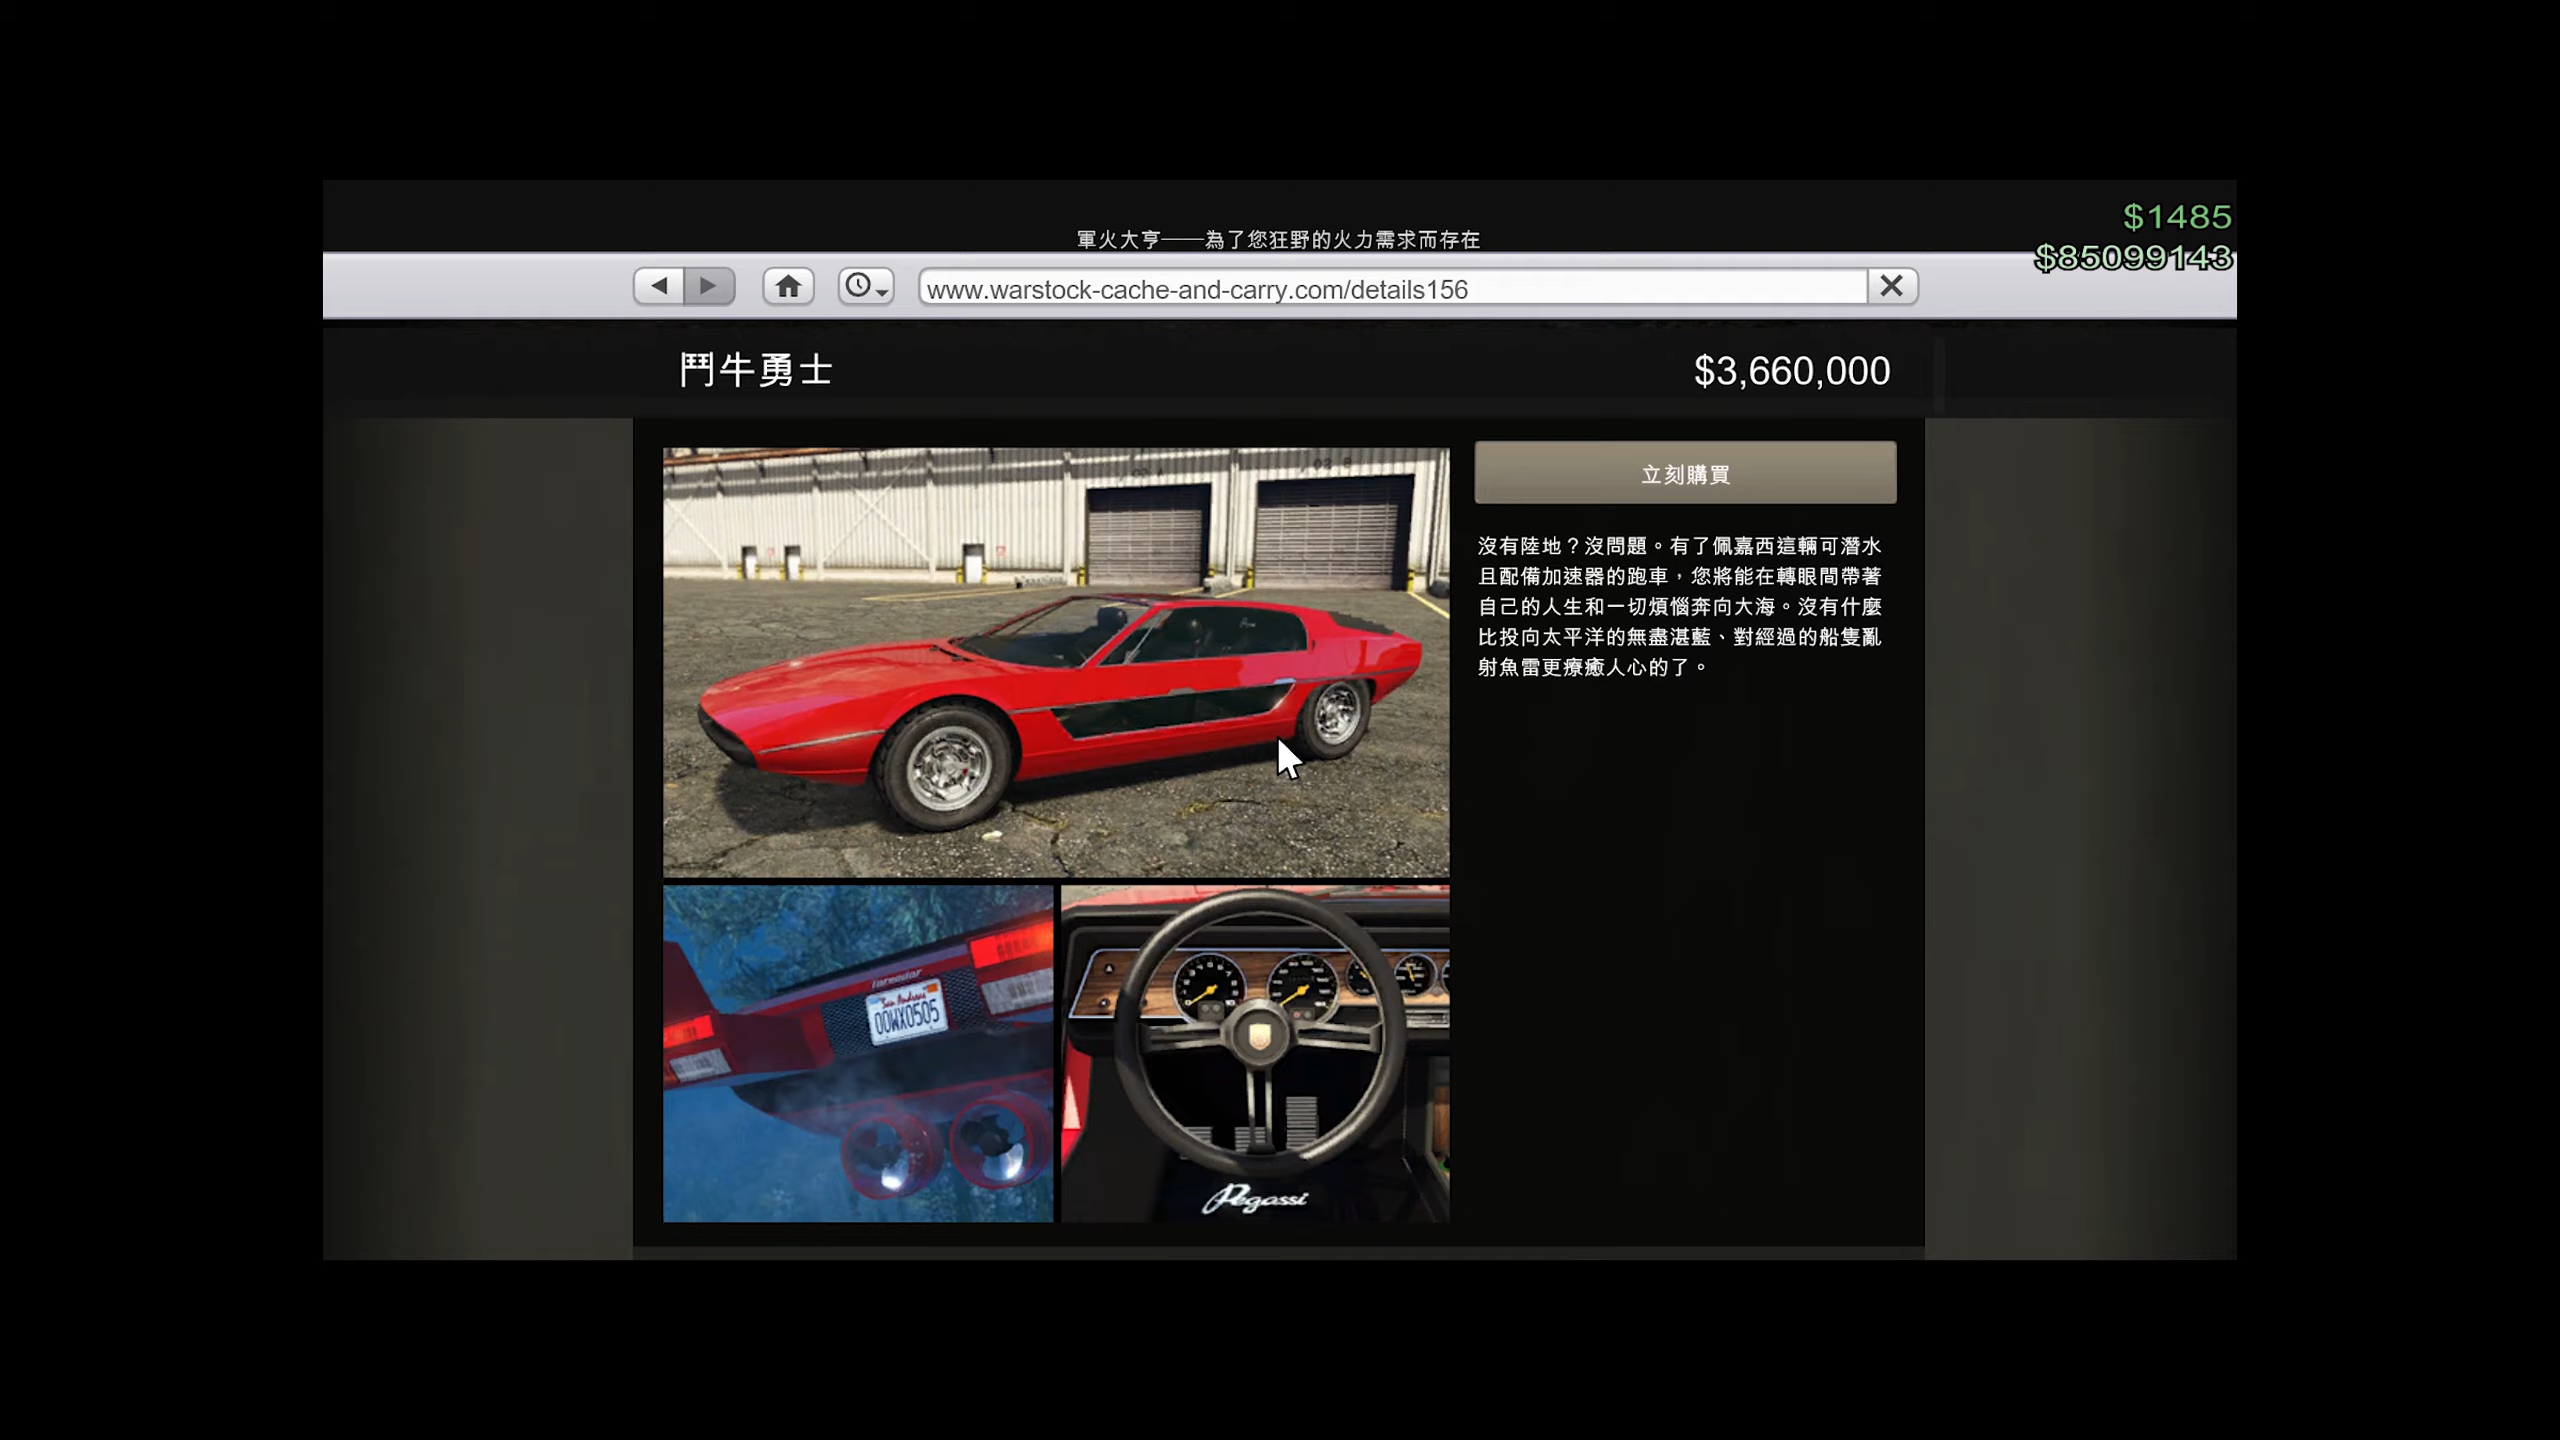 $1485
軍火大亨——為了您狂野的火力需求而存在
$85099143
www.warstock-cache-and-carry.com/details156
鬥牛勇士
$3,660,000
立刻購買
沒有陸地？沒問題。有了佩嘉西這輛可潛水
且配備加速器的跑車，您將能在轉眼間帶著
自己的人生和一切煩惱奔向大海。沒有什麼
比投向太平洋的無盡湛藍、對經過的船隻亂
射魚雷更療癒人心的了。
Toreador
San Andreas
00WX0505
Pegassi